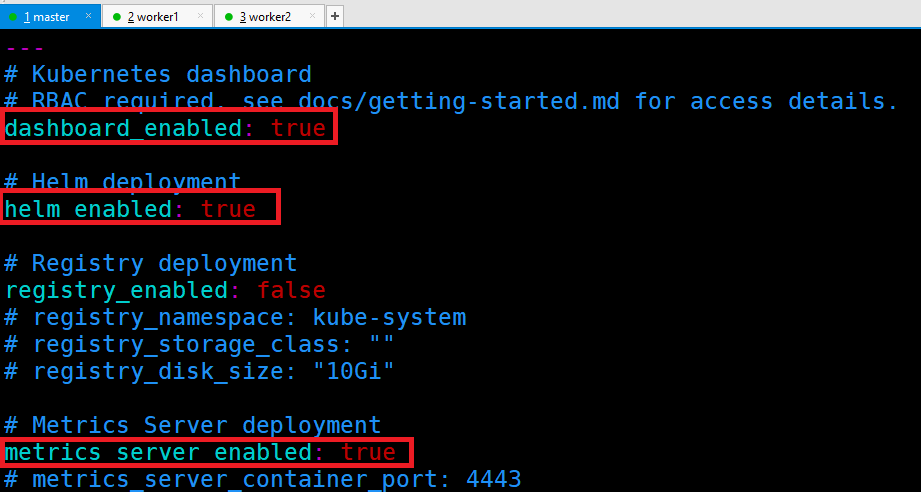 1 master
2 worker1
3 worker2
---
# Kubernetes dashboard
# RBAC required, see docs/getting-started.md for access details.
dashboard_enabled: true
# Helm deployment
helm_enabled: true
# Registry deployment
registry_enabled: false
# registry_namespace: kube-system
# registry_storage_class: ""
# registry_disk_size: "10Gi"
# Metrics Server deployment
metrics_server_enabled: true
# metrics_server_container_port: 4443